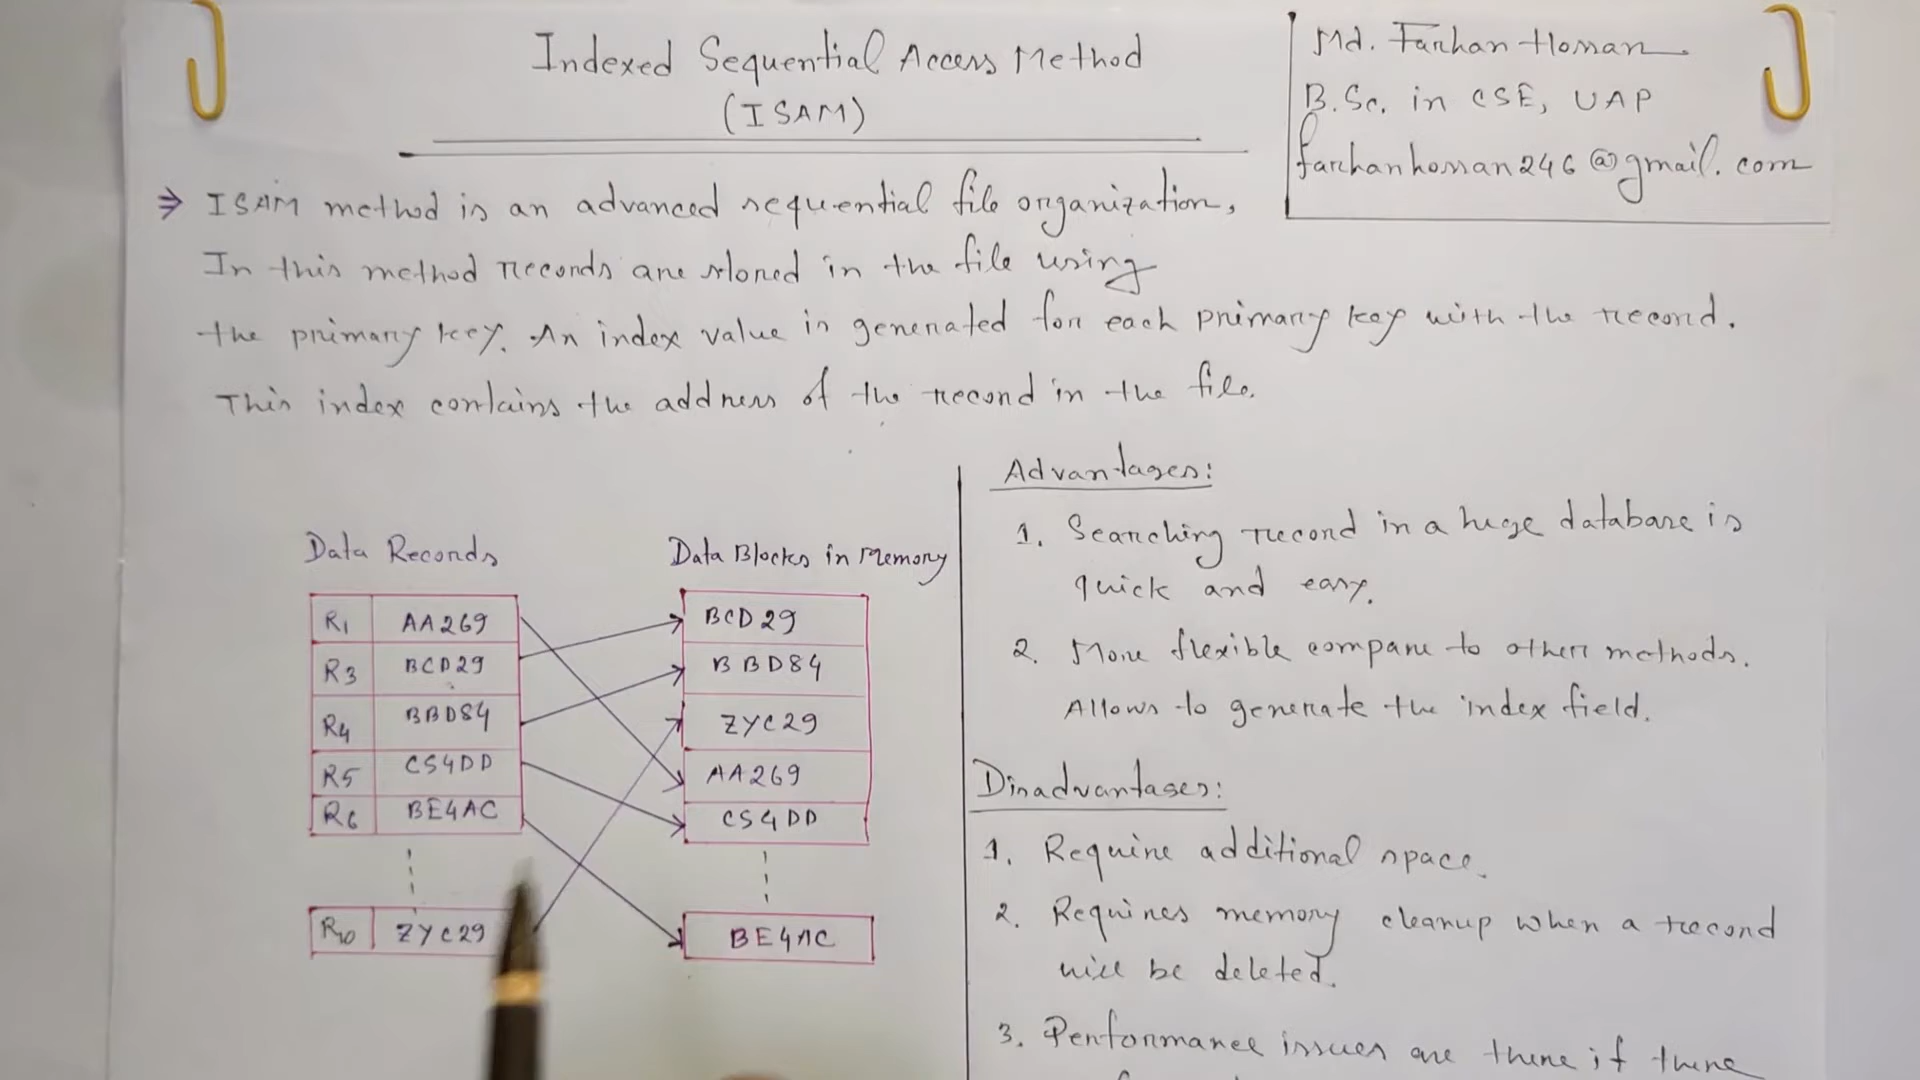 Indexed Sequential Access Method
(ISAM)
Md. Farhan Hossan
B.Sc. in CSE, UAP
farhanhossan246@gmail.com
⇒ ISAM method is an advanced sequential file organization,
In this method records are stored in the file using
the primary key. An index value is generated for each primary key with the record.
This index contains the address of the record in the file.
Data Records
R1 AA269
R3 BCD29
R4 BBD84
R5 CS4DD
R6 BE4AC
R10 ZYC29
Data Blocks in Memory
BCD29
BBD84
ZYC29
AA269
CS4DD
BE4AC
Advantages:
1. Searching record in a huge database is
quick and easy.
2. More flexible compare to other methods.
Allows to generate the index field.
Disadvantages:
1. Require additional space.
2. Requires memory cleanup when a record
will be deleted.
3. Performance issues are there if there